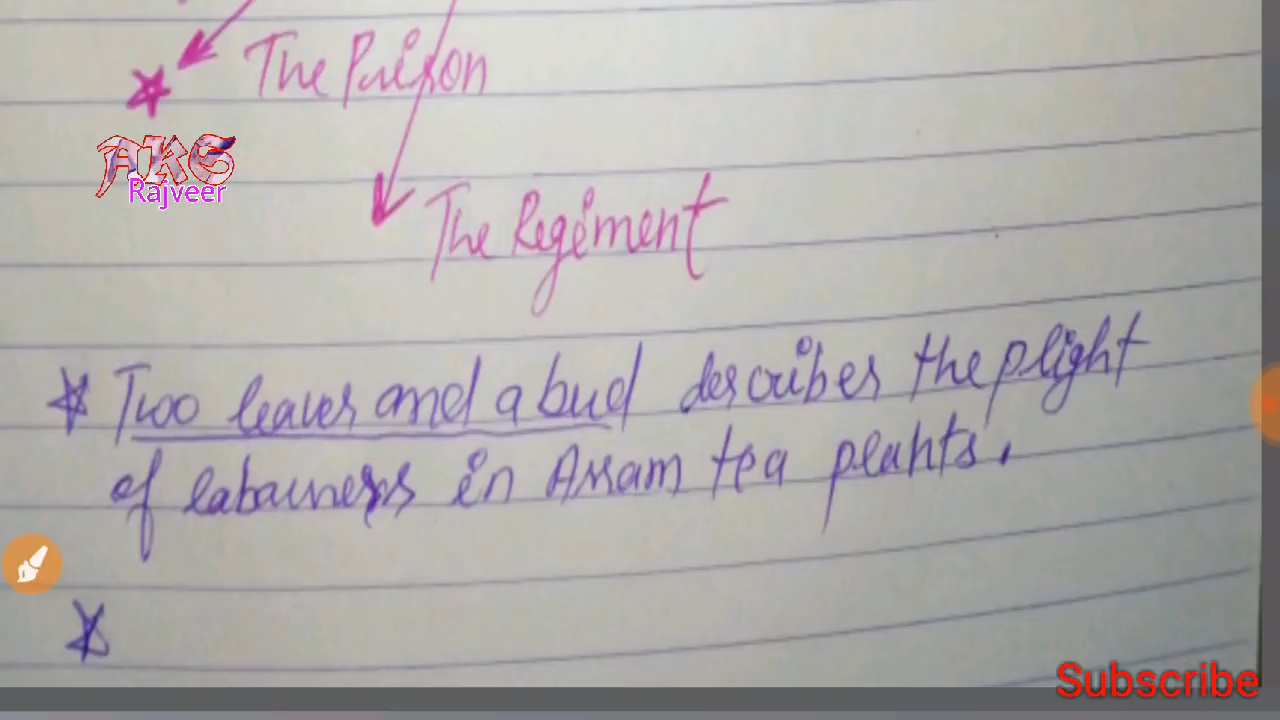 The Prison
AKS
Rajveer
The Regiment
Two leaves and a bud describes the plight
of labourers in Assam tea plants.
Subscribe